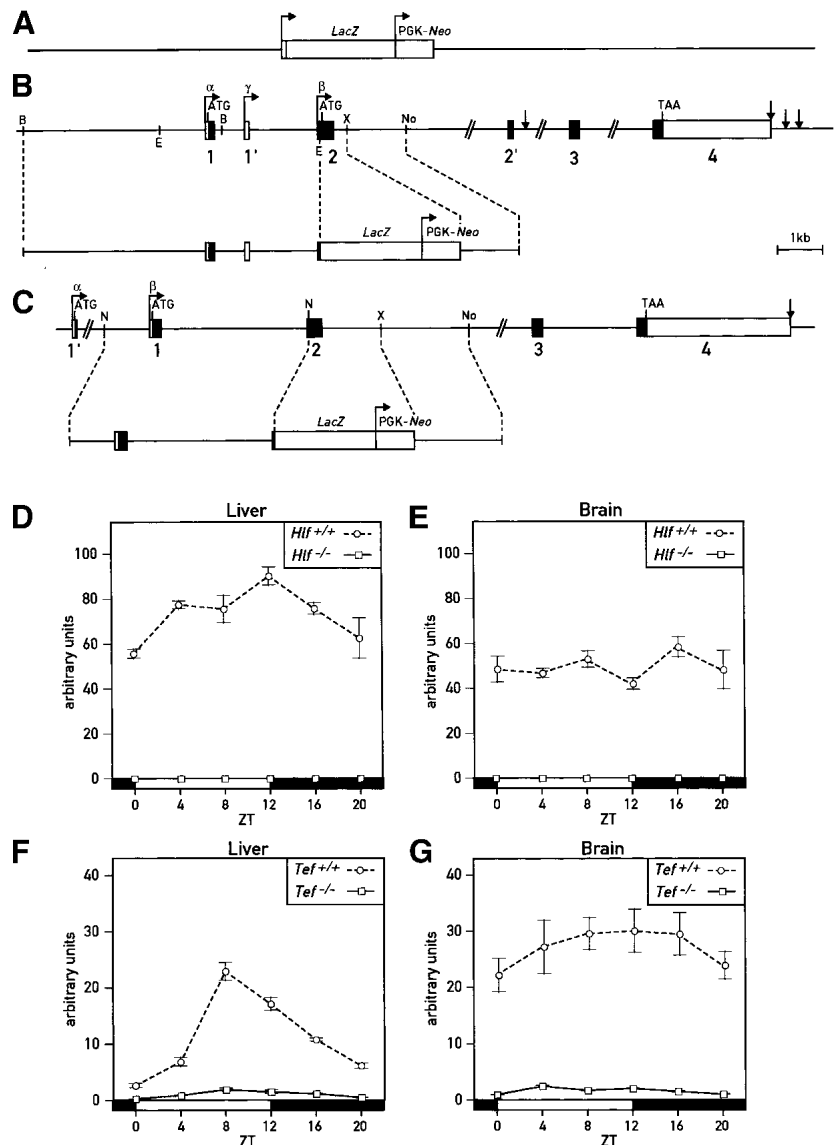 A
LacZ
PGK-Neo
B
α
γ
β
B
ATG
B
ATG
X
No
TAA
E
E
1
1'
2
2'
3
4
LacZ
PGK-Neo
1kb
C
α
β
ATG
N
ATG
N
X
No
TAA
1'
1
2
3
4
LacZ
PGK-Neo
D
Liver
Hlf +/+
Hlf -/-
arbitrary units
100
80
60
40
20
0
0 4 8 12 16 20
ZT
E
Brain
Hlf +/+
Hlf -/-
arbitrary units
100
80
60
40
20
0
0 4 8 12 16 20
ZT
F
Liver
Tef +/+
Tef -/-
arbitrary units
40
30
20
10
0
0 4 8 12 16 20
ZT
G
Brain
Tef +/+
Tef -/-
arbitrary units
40
30
20
10
0
0 4 8 12 16 20
ZT